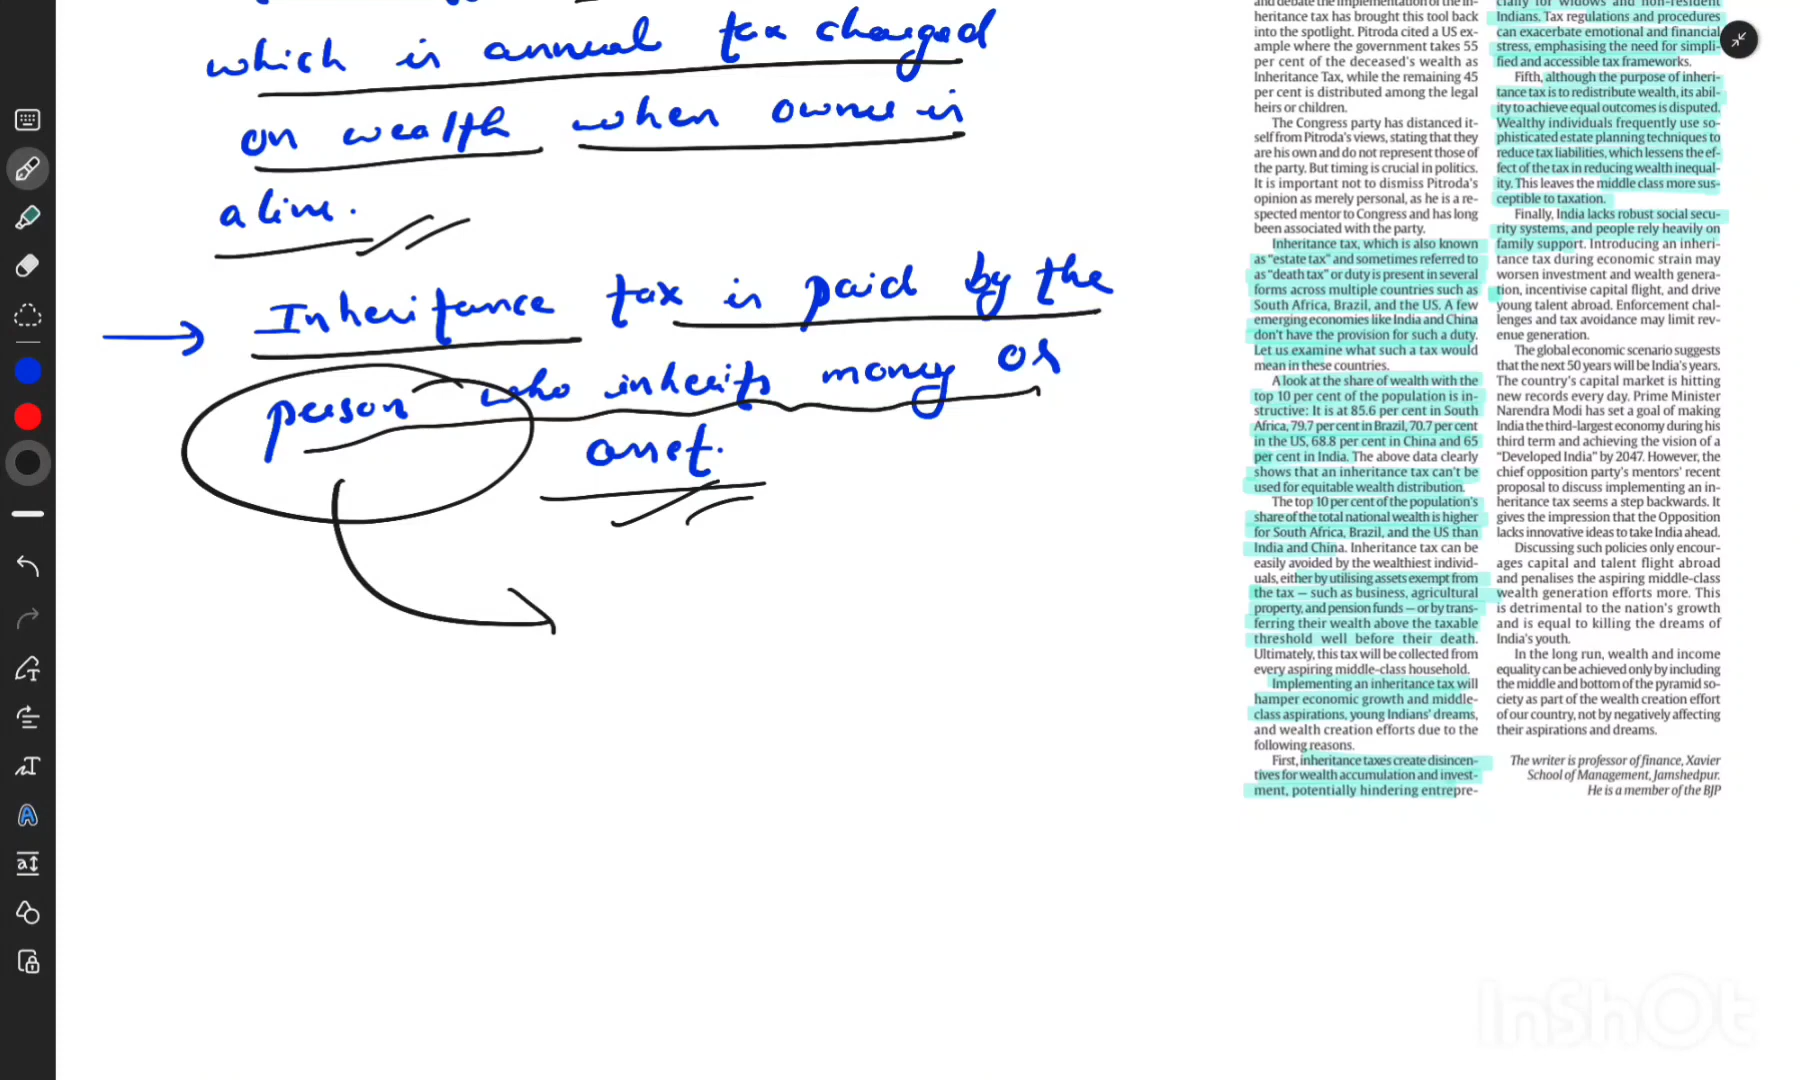 which is annual tax charged
on wealth when owner is
alive.
Inheritance tax is paid by the
person who inherits money or
asset.
and debate the implementation of the in-
heritance tax has brought this tool back
into the spotlight. Pitroda cited a US ex-
ample where the government takes 55
per cent of the deceased's wealth as
Inheritance Tax, while the remaining 45
per cent is distributed among the legal
heirs or children.
The Congress party has distanced it-
self from Pitroda's views, stating that they
are his own and do not represent those of
the party. But timing is crucial in politics.
It is important not to dismiss Pitroda's
opinion as merely personal, as he is a re-
spected mentor to Congress and has long
been associated with the party.
Inheritance tax, which is also known
as "estate tax" and sometimes referred to
as "death tax" or duty is present in several
forms across multiple countries such as
South Africa, Brazil, and the US. A few
emerging economies like India and China
don't have the provision for such a duty.
Let us examine what such a tax would
mean in these countries.
A look at the share of wealth with the
top 10 per cent of the population is in-
structive: It is at 85.6 per cent in South
Africa, 79.7 per cent in Brazil, 70.7 per cent
in the US, 68.8 per cent in China and 65
per cent in India. The above data clearly
shows that an inheritance tax can't be
used for equitable wealth distribution.
The top 10 per cent of the population's
share of the total national wealth is higher
for South Africa, Brazil, and the US than
India and China. Inheritance tax can be
easily avoided by the wealthiest individ-
uals, either by utilising assets exempt from
the tax — such as business, agricultural
property, and pension funds — or by trans-
ferring their wealth above the taxable
threshold well before their death.
Ultimately, this tax will be collected from
every aspiring middle-class household.
Implementing an inheritance tax will
hamper economic growth and middle-
class aspirations, young Indians' dreams,
and wealth creation efforts due to the
following reasons.
First, inheritance taxes create disincen-
tives for wealth accumulation and invest-
ment, potentially hindering entrepre-
cially for widows and non-resident
Indians. Tax regulations and procedures
can exacerbate emotional and financial
stress, emphasising the need for simpli-
fied and accessible tax frameworks.
Fifth, although the purpose of inheri-
tance tax is to redistribute wealth, its abil-
ity to achieve equal outcomes is disputed.
Wealthy individuals frequently use so-
phisticated estate planning techniques to
reduce tax liabilities, which lessens the ef-
fect of the tax in reducing wealth inequal-
ity. This leaves the middle class more sus-
ceptible to taxation.
Finally, India lacks robust social secu-
rity systems, and people rely heavily on
family support. Introducing an inheri-
tance tax during economic strain may
worsen investment and wealth genera-
tion, incentivise capital flight, and drive
young talent abroad. Enforcement chal-
lenges and tax avoidance may limit rev-
enue generation.
The global economic scenario suggests
that the next 50 years will be India's years.
The country's capital market is hitting
new records every day. Prime Minister
Narendra Modi has set a goal of making
India the third-largest economy during his
third term and achieving the vision of a
"Developed India" by 2047. However, the
chief opposition party's mentors' recent
proposal to discuss implementing an in-
heritance tax seems a step backwards. It
gives the impression that the Opposition
lacks innovative ideas to take India ahead.
Discussing such policies only encour-
ages capital and talent flight abroad
and penalises the aspiring middle-class
wealth generation efforts more. This
is detrimental to the nation's growth
and is equal to killing the dreams of
India's youth.
In the long run, wealth and income
equality can be achieved only by including
the middle and bottom of the pyramid so-
ciety as part of the wealth creation effort
of our country, not by negatively affecting
their aspirations and dreams.
The writer is professor of finance, Xavier
School of Management, Jamshedpur.
He is a member of the BJP
InShOt